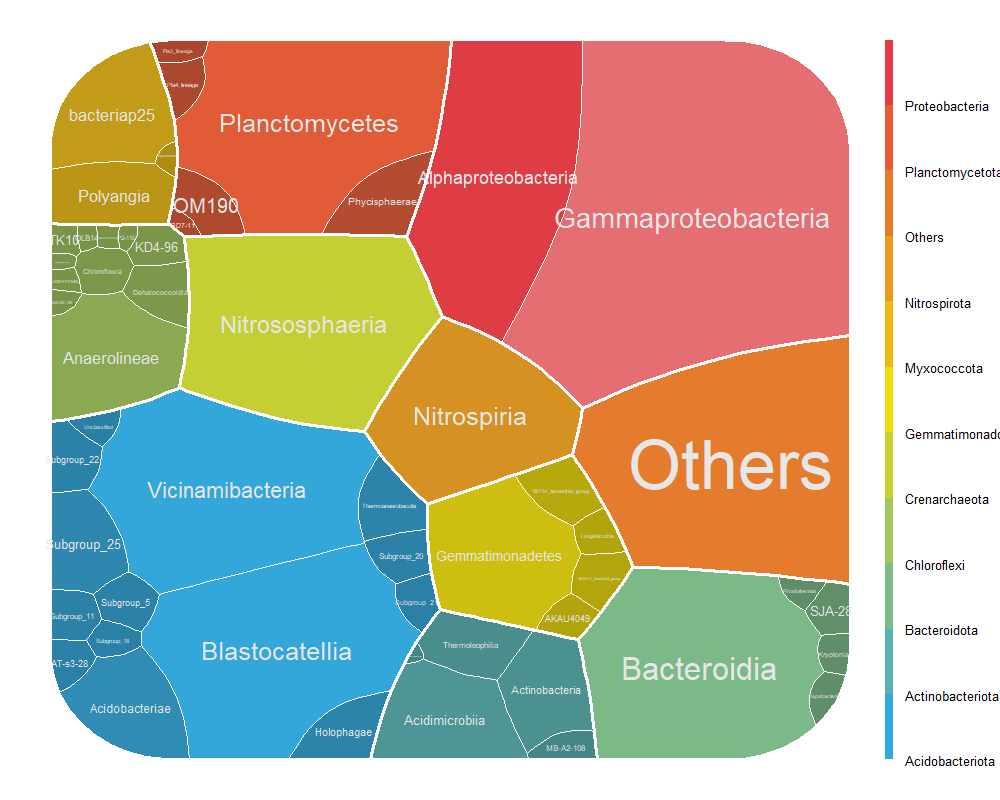 Pla3_lineage
Pla4_lineage
bacteriap25
Planctomycetes
Polyangia
OM190
Phycisphaerae
Alphaproteobacteria
Gammaproteobacteria
TK10
KD4-96
Chloroflexia
Dehalococcoidia
Anaerolineae
Nitrososphaeria
Nitrospiria
Others
Unclassified
Subgroup_22
Vicinamibacteria
Thermoanaerobaculia
Subgroup_25
Subgroup_20
Subgroup_5
Subgroup_11
Subgroup_18
AT-s3-28
Acidobacteriae
Blastocatellia
Holophagae
Gemmatimonadetes
AKAU4049
Thermoleophilia
Acidimicrobiia
Actinobacteria
MB-A2-108
Bacteroidia
Rhodothermia
SJA-28
Kryptonia
Proteobacteria
Planctomycetota
Others
Nitrospirota
Myxococcota
Gemmatimonado
Crenarchaeota
Chloroflexi
Bacteroidota
Actinobacteriota
Acidobacteriota